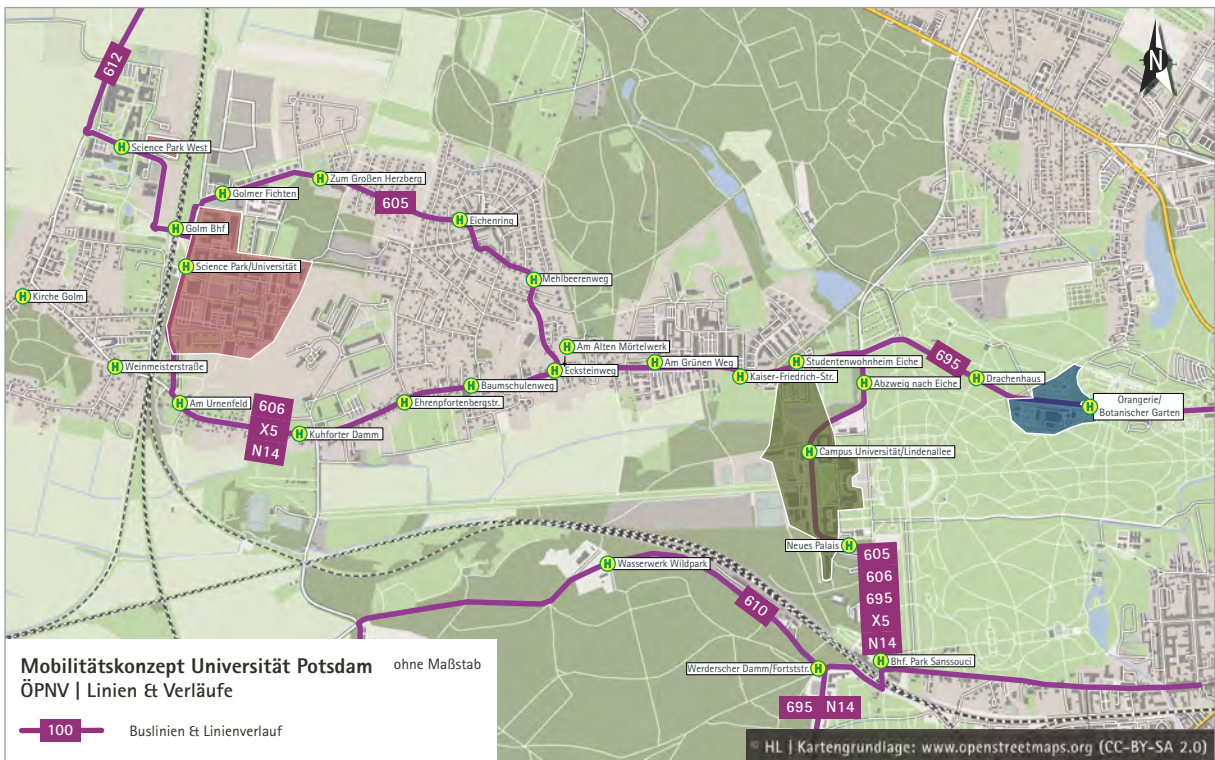 612
N
H Science Park West
H Zum Großen Herzberg
H Golmer Fichten
605
H Eichenring
H Golm Bhf
H Science Park/Universität
H Mehlbeerenweg
H Kirche Golm
H Am Alten Mörtelwerk
H Weinmeisterstraße
H Ecksteinweg
H Am Grünen Weg
H Studentenwohnheim Eiche
695
H Kaiser-Friedrich-Str.
H Abzweig nach Eiche
H Drachenhaus
H Baumschulenweg
H Ehrenpfortenbergstr.
H Am Urnenfeld
H Orangerie/
Botanischer Garten
606
X5
N14
H Kuhforter Damm
H Campus Universität/Lindenallee
Neues Palais H
605
606
695
X5
N14
H Wasserwerk Wildpark
610
Werderscher Damm/Fortststr. H
H Bhf. Park Sanssouci
695 N14
Mobilitätskonzept Universität Potsdam ohne Maßstab
ÖPNV | Linien & Verläufe
100 Buslinien & Linienverlauf
© HL | Kartengrundlage: www.openstreetmaps.org (CC-BY-SA 2.0)